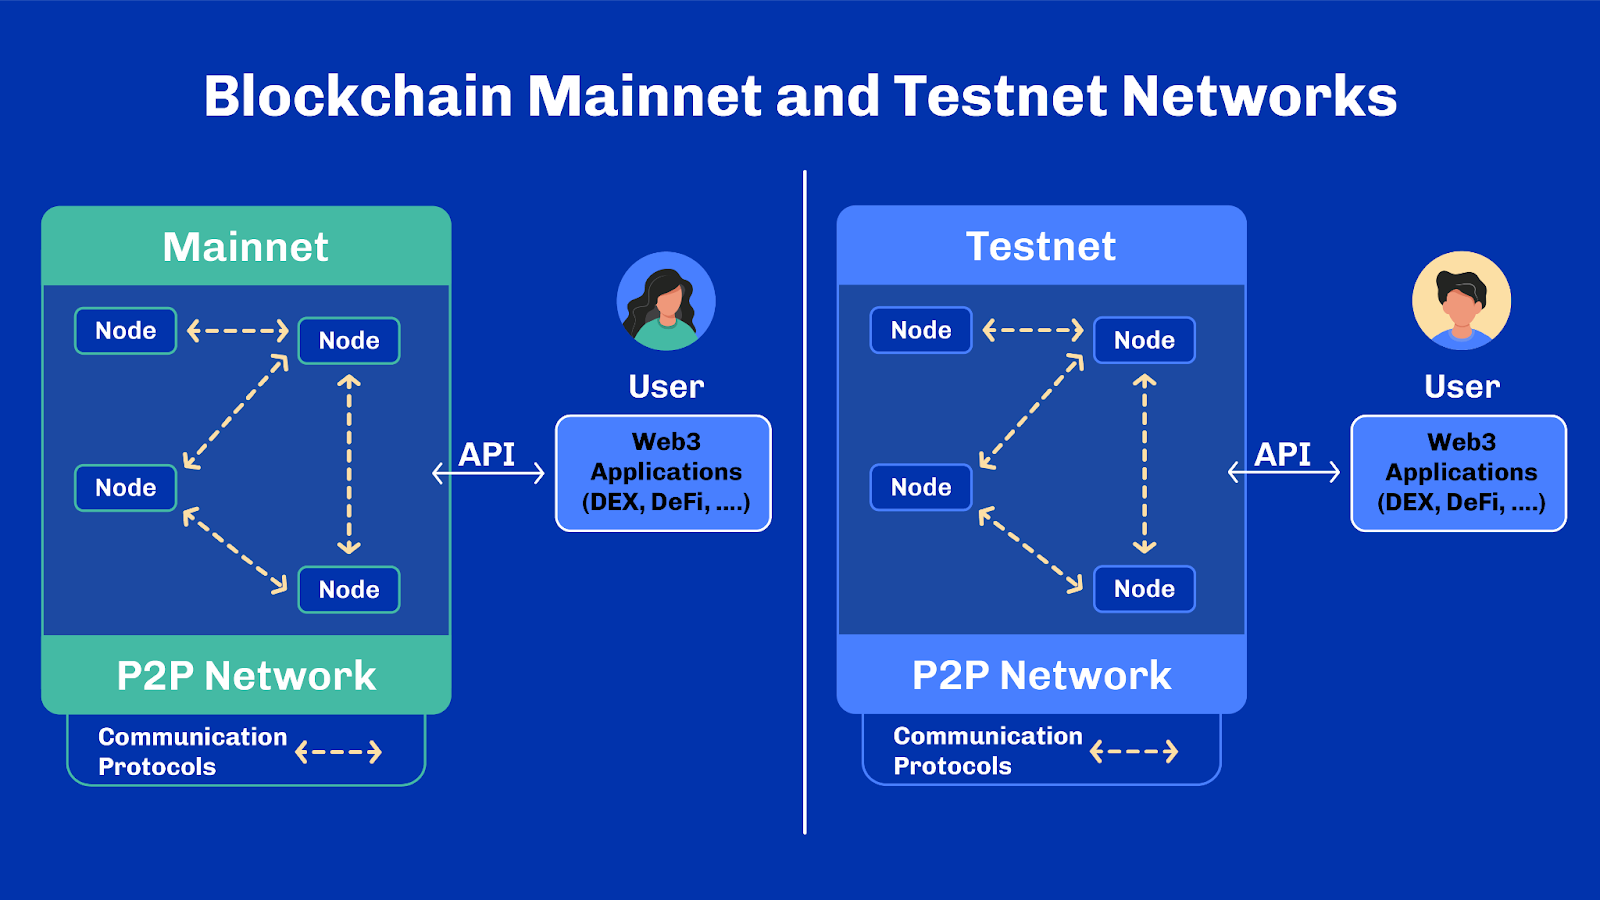 Blockchain Mainnet and Testnet Networks
Mainnet
Node
Node
Node
Node
P2P Network
Communication
Protocols
API
User
Web3
Applications
(DEX, DeFi, ....)
Testnet
Node
Node
Node
Node
P2P Network
Communication
Protocols
API
User
Web3
Applications
(DEX, DeFi, ....)